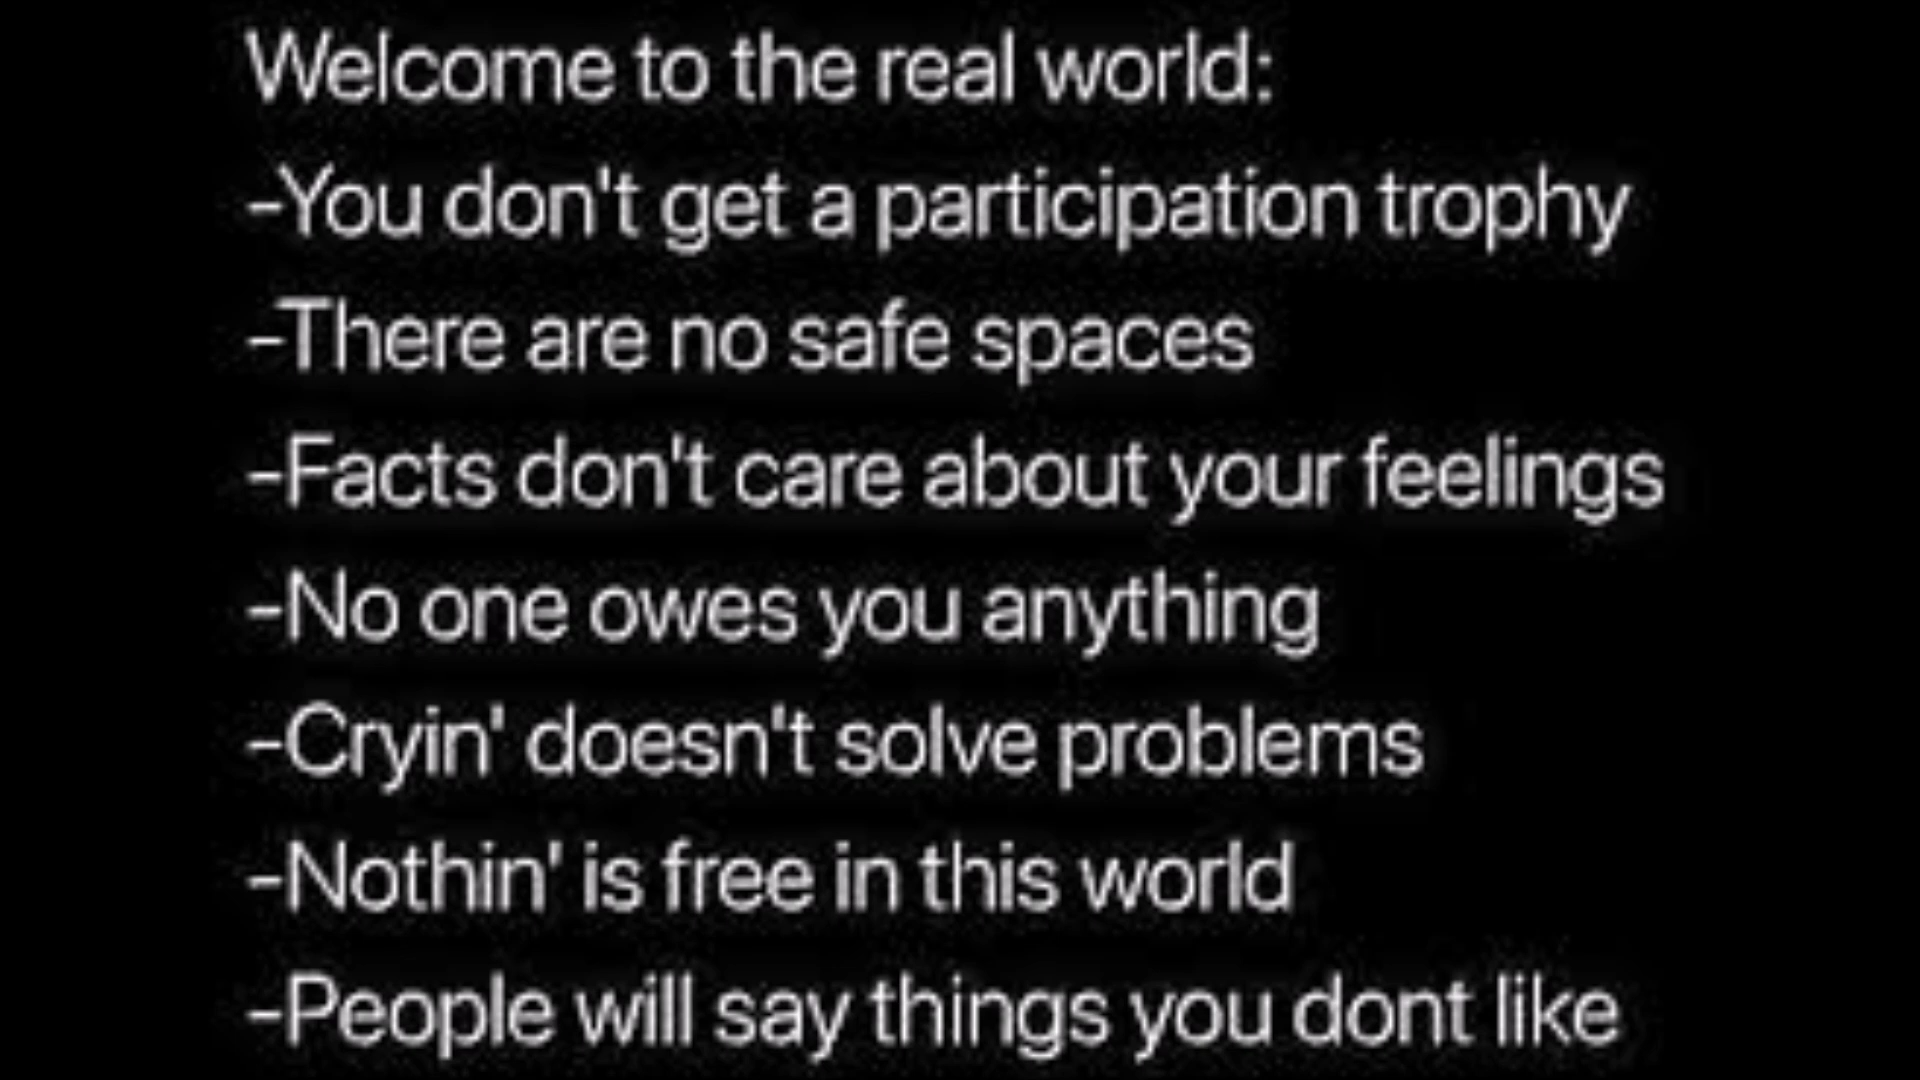 Welcome to the real world:
-You don't get a participation trophy
-There are no safe spaces
-Facts don't care about your feelings
-No one owes you anything
-Cryin' doesn't solve problems
-Nothin' is free in this world
-People will say things you dont like